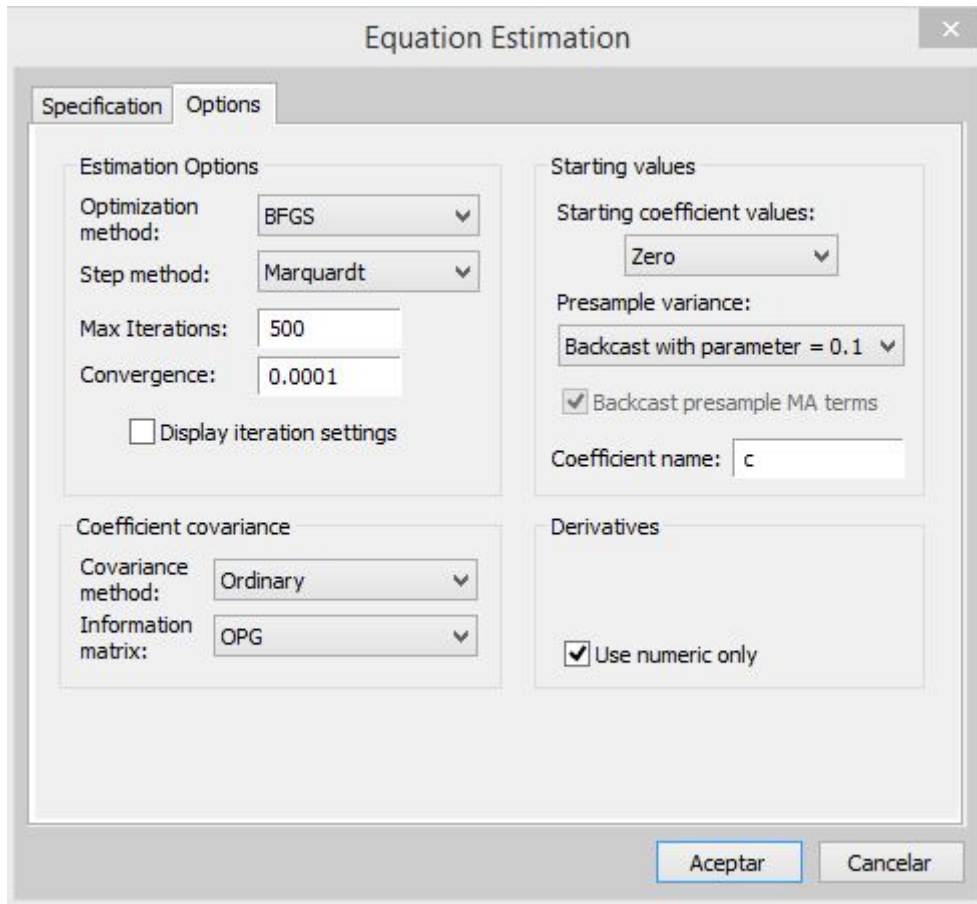 Equation Estimation
Specification
Options
Estimation Options
Optimization
method:
BFGS
Step method:
Marquardt
Max Iterations:
500
Convergence:
0.0001
Display iteration settings
Starting values
Starting coefficient values:
Zero
Presample variance:
Backcast with parameter = 0.1
Backcast presample MA terms
Coefficient name:
c
Coefficient covariance
Covariance
method:
Ordinary
Information
matrix:
OPG
Derivatives
Use numeric only
Aceptar
Cancelar